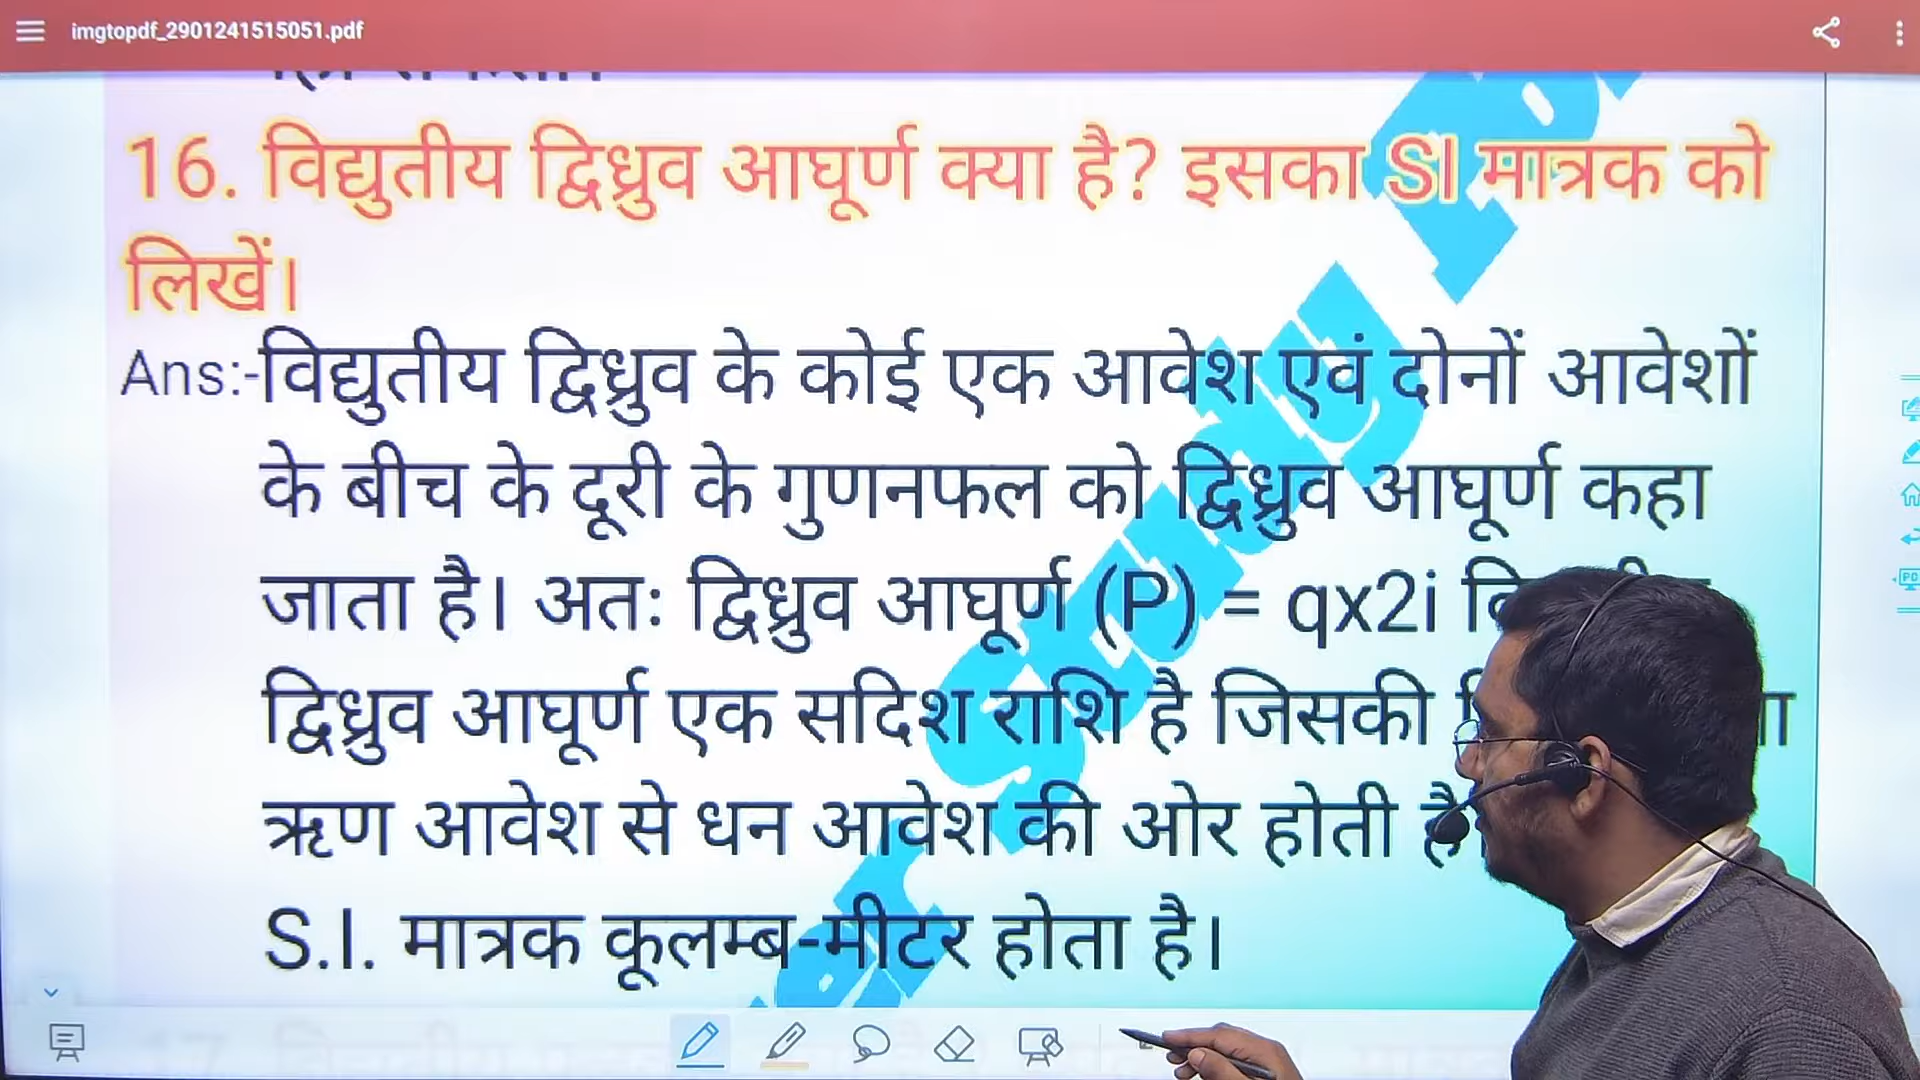 imgtopdf_2901241515051.pdf
16. विद्युतीय द्विध्रुव आघूर्ण क्या है? इसका SI मात्रक को
लिखें।
Ans:-विद्युतीय द्विध्रुव के कोई एक आवेश एवं दोनों आवेशों
के बीच के दूरी के गुणनफल को द्विध्रुव आघूर्ण कहा
जाता है। अतः द्विध्रुव आघूर्ण (P) = qx2i
द्विध्रुव आघूर्ण एक सदिश राशि है जिसकी
ऋण आवेश से धन आवेश की ओर होती है
S.I. मात्रक कूलम्ब-मीटर होता है।